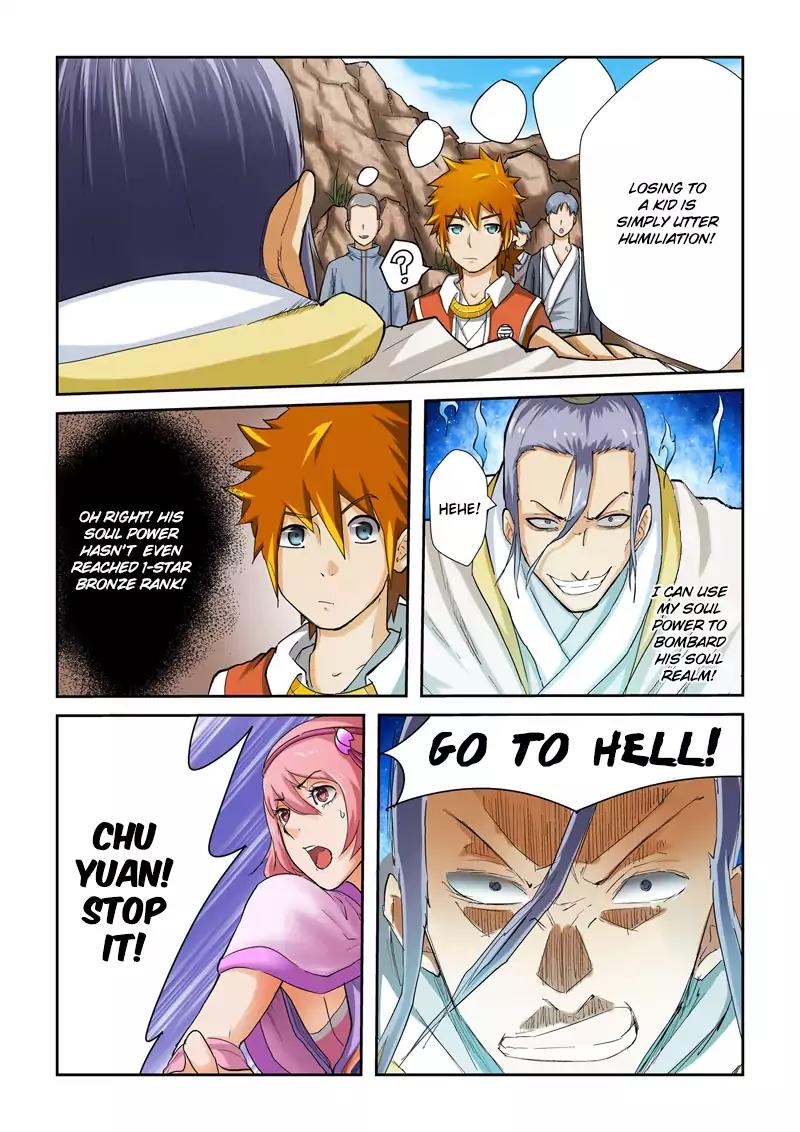 LOSING TO
A KID IS
SIMPLY UTTER
HUMILIATION!
?
OH RIGHT! HIS
SOUL POWER
HASN'T EVEN
REACHED 1-STAR
BRONZE RANK!
HEHE!
I CAN USE
MY SOUL
POWER TO
BOMBARD
HIS SOUL
REALM!
CHU
YUAN!
STOP
IT!
GO TO HELL!